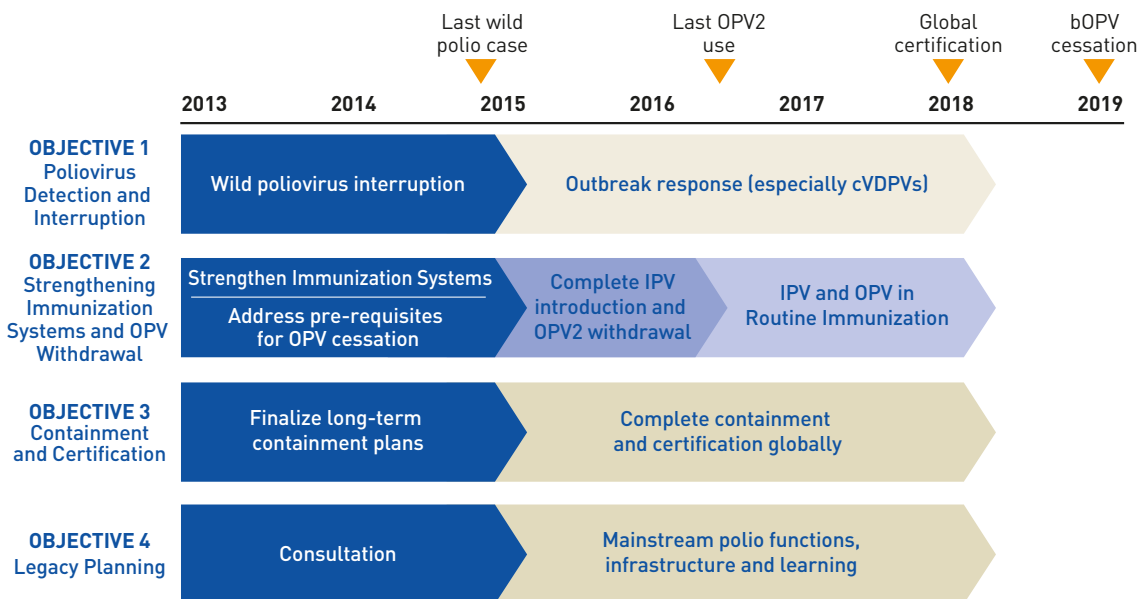 Last wild
polio case
Last OPV2
use
Global
certification
bOPV
cessation
2013 2014 2015 2016 2017 2018 2019
OBJECTIVE 1
Poliovirus
Detection and
Interruption
Wild poliovirus interruption
Outbreak response (especially cVDPVs)
OBJECTIVE 2
Strengthening
Immunization
Systems and OPV
Withdrawal
Strengthen Immunization Systems
Address pre-requisites
for OPV cessation
Complete IPV
introduction and
OPV2 withdrawal
IPV and OPV in
Routine Immunization
OBJECTIVE 3
Containment
and Certification
Finalize long-term
containment plans
Complete containment
and certification globally
OBJECTIVE 4
Legacy Planning
Consultation
Mainstream polio functions,
infrastructure and learning